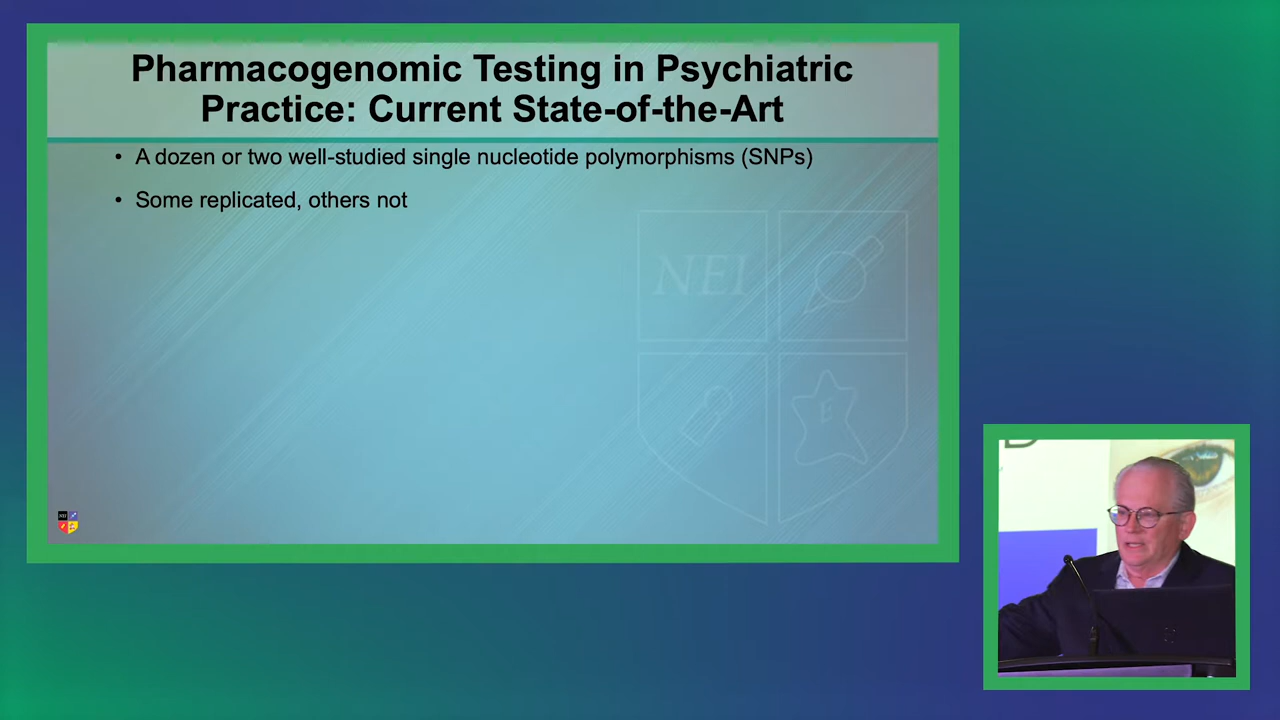 Pharmacogenomic Testing in Psychiatric
Practice: Current State-of-the-Art
• A dozen or two well-studied single nucleotide polymorphisms (SNPs)
• Some replicated, others not
NEI
E